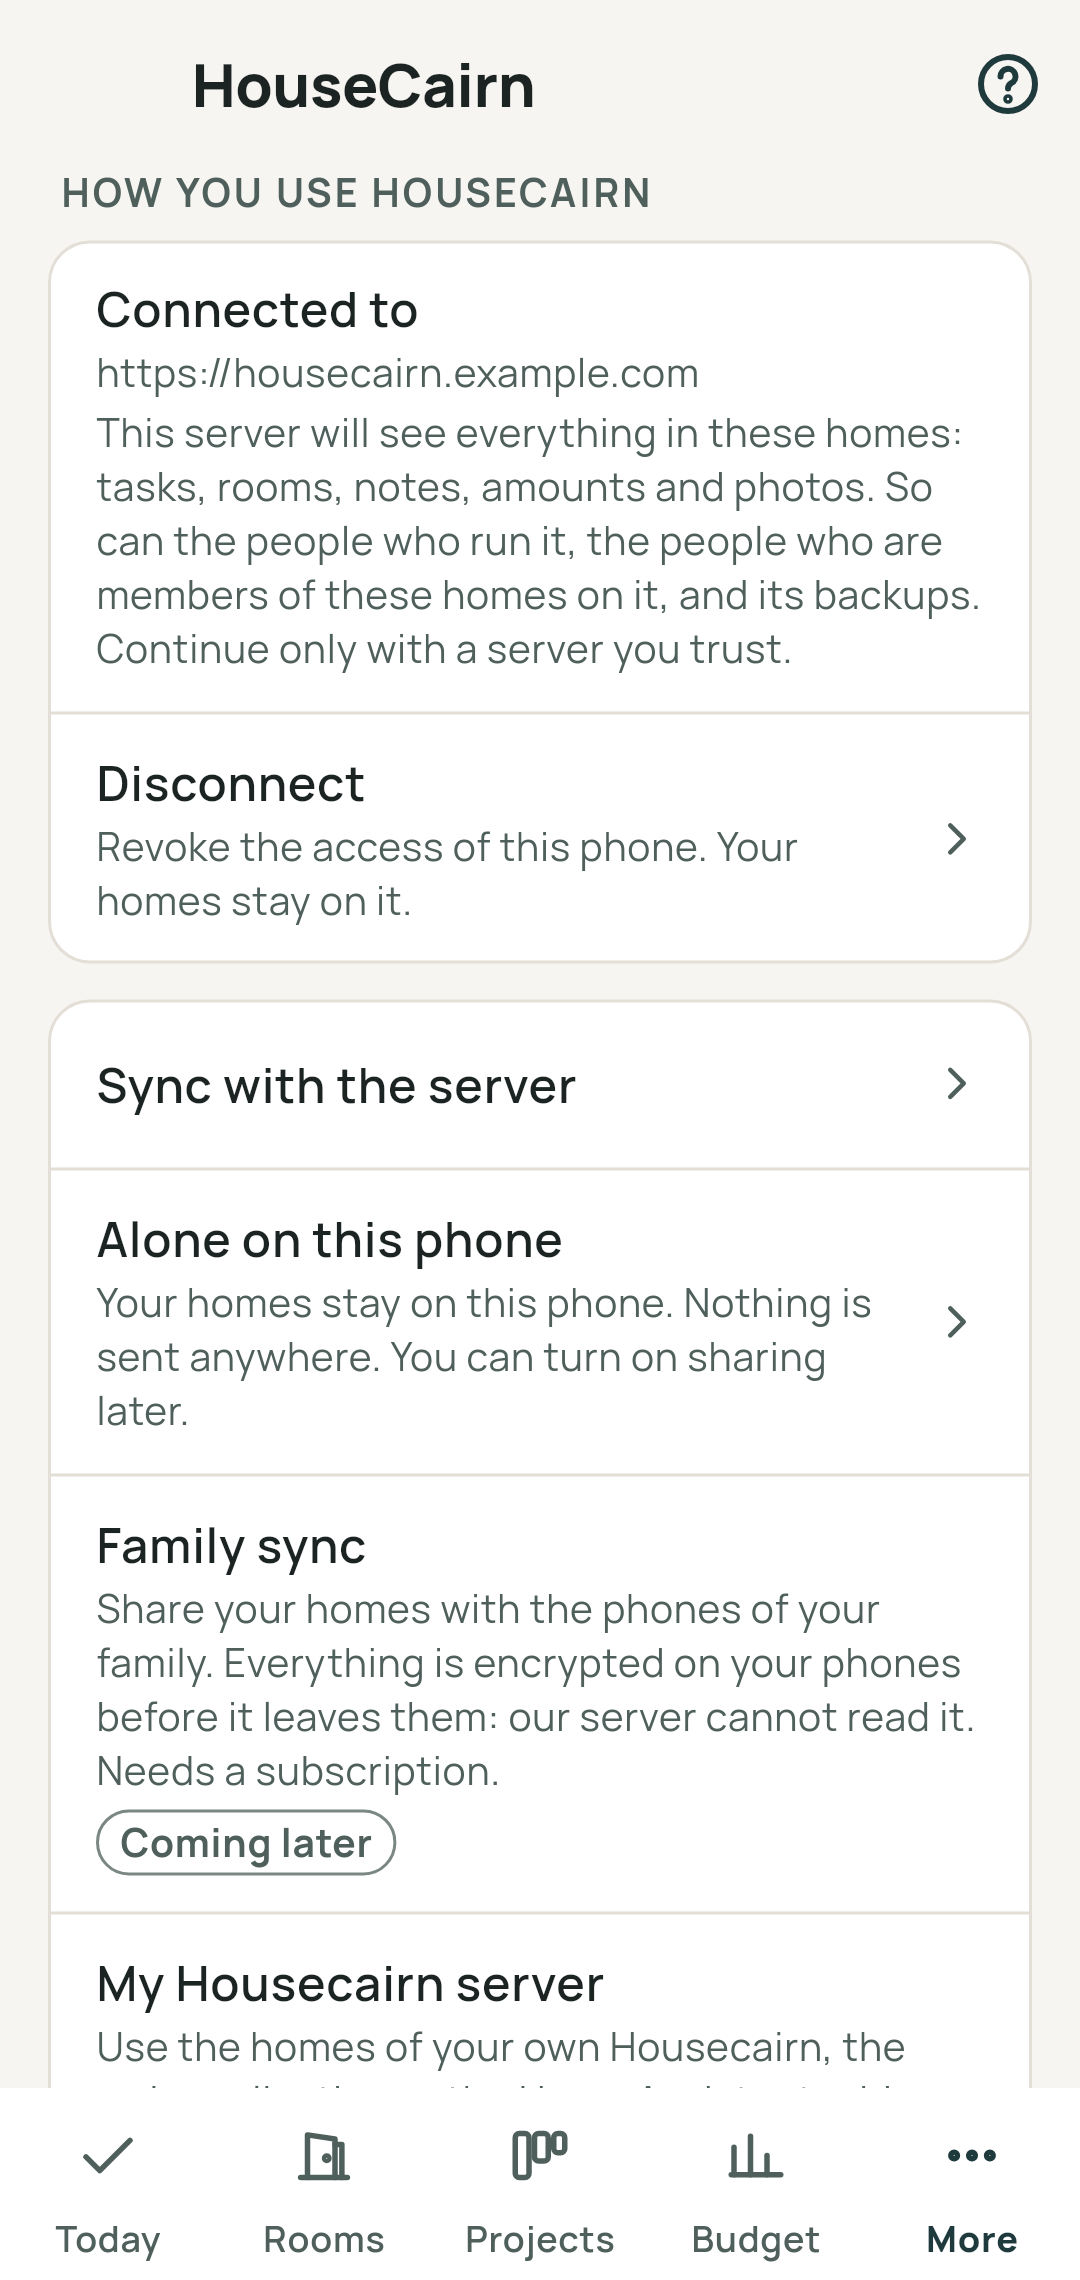 HouseCairn
HOW YOU USE HOUSECAIRN
Connected to
https://housecairn.example.com
This server will see everything in these homes:
tasks, rooms, notes, amounts and photos. So
can the people who run it, the people who are
members of these homes on it, and its backups.
Continue only with a server you trust.
Disconnect
Revoke the access of this phone. Your
homes stay on it.
Sync with the server
Alone on this phone
Your homes stay on this phone. Nothing is
sent anywhere. You can turn on sharing
later.
Family sync
Share your homes with the phones of your
family. Everything is encrypted on your phones
before it leaves them: our server cannot read it.
Needs a subscription.
Coming later
My Housecairn server
Use the homes of your own Housecairn, the
Today
Rooms
Projects
Budget
More